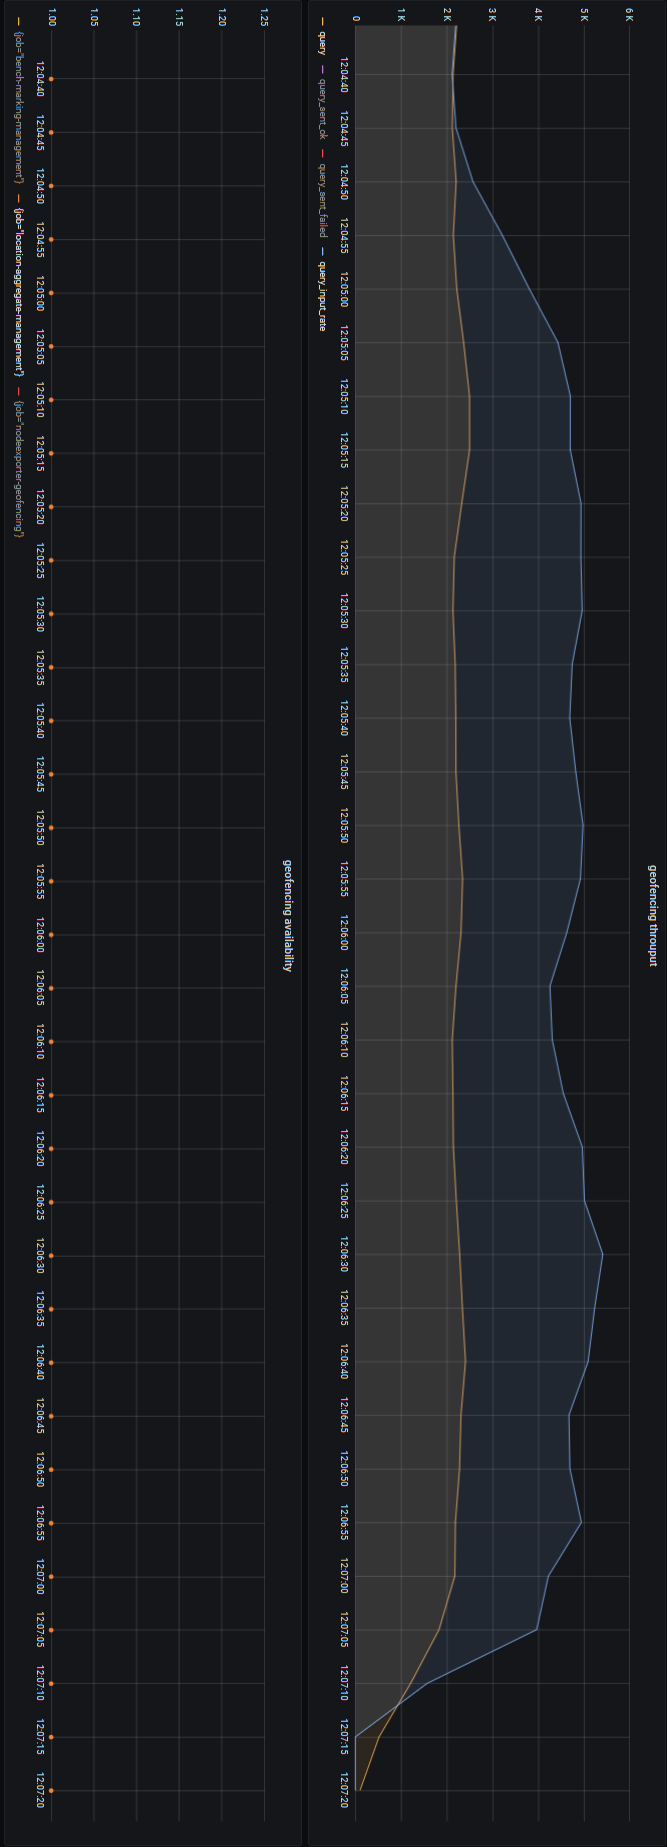 geofencing throuput
6 K
5 K
4 K
3 K
2 K
1 K
0
12:04:40 12:04:45 12:04:50 12:04:55 12:05:00 12:05:05 12:05:10 12:05:15 12:05:20 12:05:25 12:05:30 12:05:35 12:05:40 12:05:45 12:05:50 12:05:55 12:06:00 12:06:05 12:06:10 12:06:15 12:06:20 12:06:25 12:06:30 12:06:35 12:06:40 12:06:45 12:06:50 12:06:55 12:07:00 12:07:05 12:07:10 12:07:15 12:07:20
query query_sent_ok query_sent_failed query_input_rate
geofencing availability
1.25
1.20
1.15
1.10
1.05
1.00
12:04:40 12:04:45 12:04:50 12:04:55 12:05:00 12:05:05 12:05:10 12:05:15 12:05:20 12:05:25 12:05:30 12:05:35 12:05:40 12:05:45 12:05:50 12:05:55 12:06:00 12:06:05 12:06:10 12:06:15 12:06:20 12:06:25 12:06:30 12:06:35 12:06:40 12:06:45 12:06:50 12:06:55 12:07:00 12:07:05 12:07:10 12:07:15 12:07:20
{job="bench-marking-management"} {job="location-aggregate-management"} {job="nodeexporter-geofencing"}